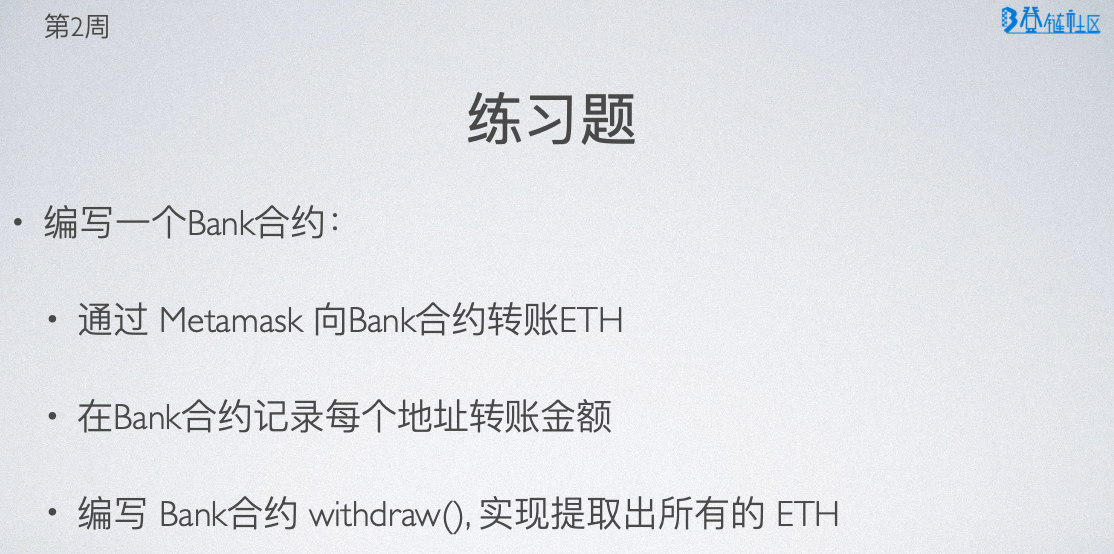 第2周
登链社区
练习题
• 编写一个Bank合约：
• 通过 Metamask 向Bank合约转账ETH
• 在Bank合约记录每个地址转账金额
• 编写 Bank合约 withdraw(), 实现提取出所有的 ETH